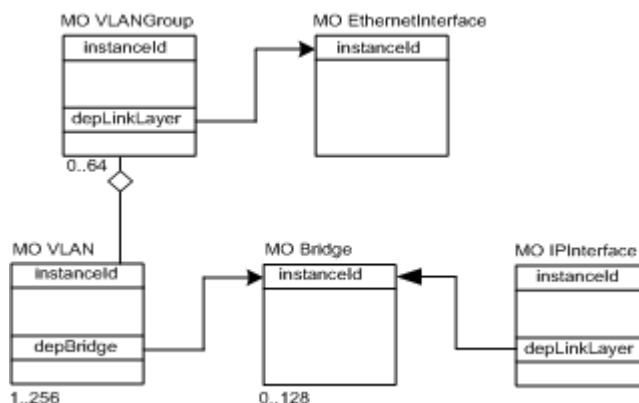 MO VLANGroup
instanceId
depLinkLayer
0..64
MO EthernetInterface
instanceId
MO VLAN
instanceId
depBridge
1..256
MO Bridge
instanceId
0..128
MO IPInterface
instanceId
depLinkLayer